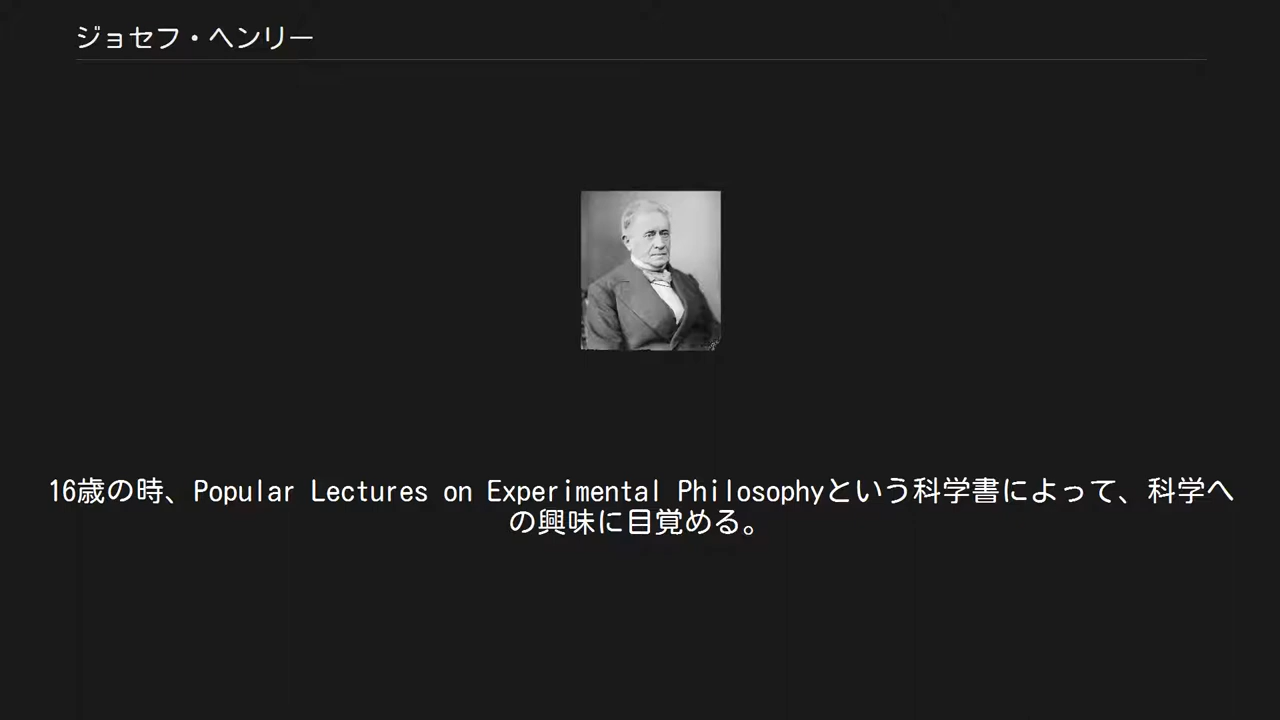 ジョセフ・ヘンリー
16歳の時、Popular Lectures on Experimental Philosophyという科学書によって、科学へ
の興味に目覚める。